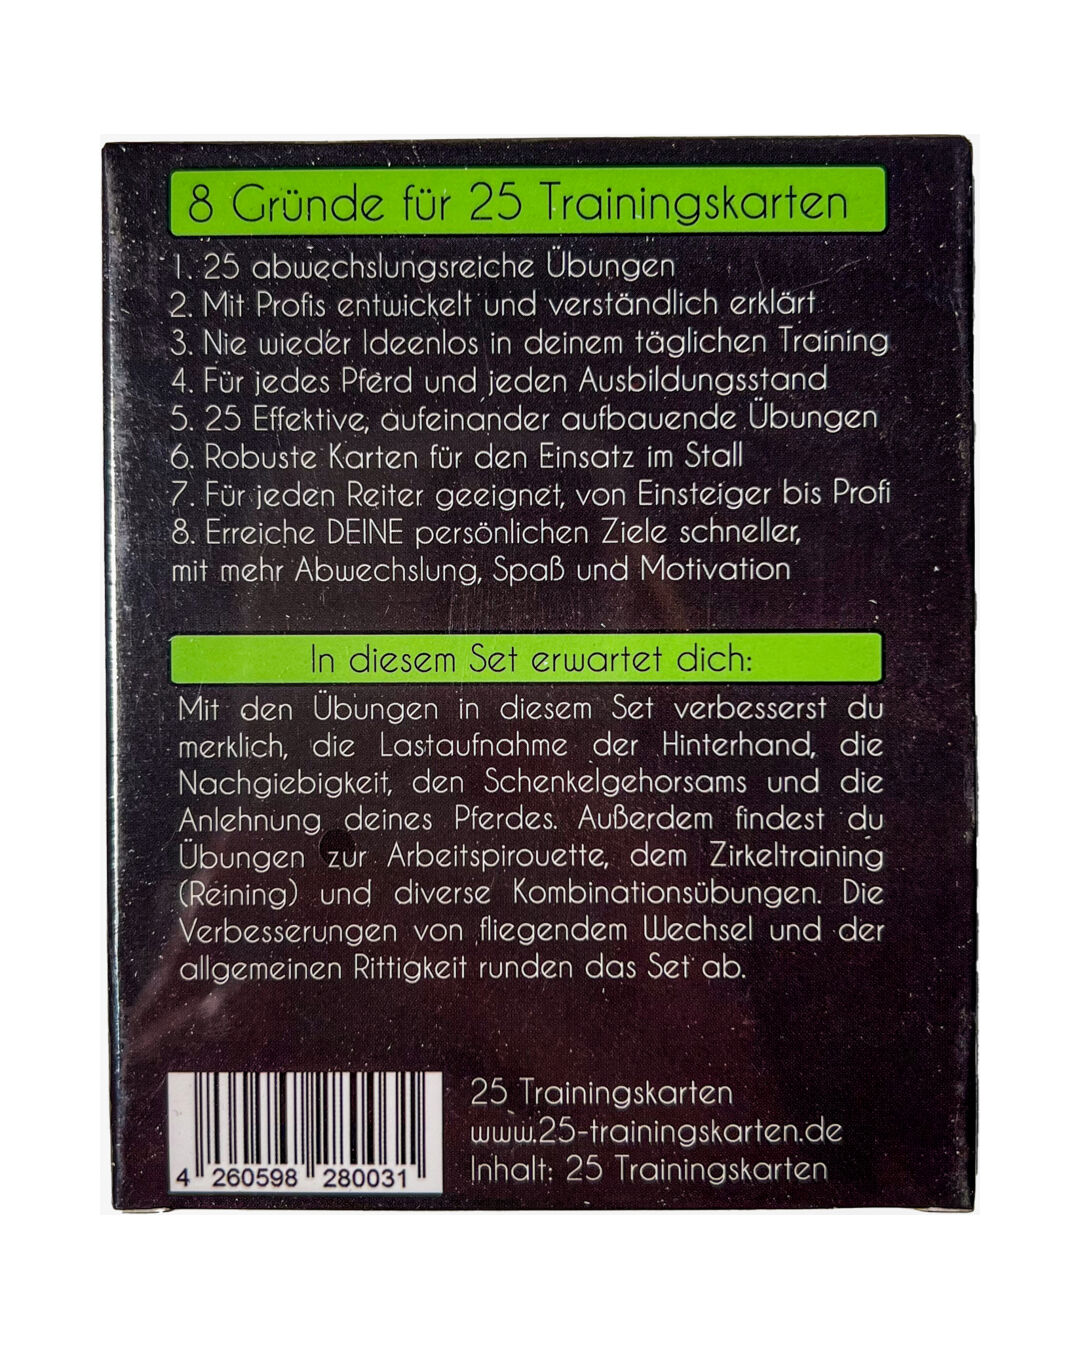 8 Gründe für 25 Trainingskarten
1. 25 abwechslungsreiche Übungen
2. Mit Profis entwickelt und verständlich erklärt
3. Nie wieder Ideenlos in deinem täglichen Training
4. Für jedes Pferd und jeden Ausbildungsstand
5. 25 Effektive, aufeinander aufbauende Übungen
6. Robuste Karten für den Einsatz im Stall
7. Für jeden Reiter geeignet, von Einsteiger bis Profi
8. Erreiche DEINE persönlichen Ziele schneller,
mit mehr Abwechslung, Spaß und Motivation
In diesem Set erwartet dich:
Mit den Übungen in diesem Set verbesserst du
merklich, die Lastaufnahme der Hinterhand, die
Nachgiebigkeit, den Schenkelgehorsams und die
Anlehnung deines Pferdes. Außerdem findest du
Übungen zur Arbeitspirouette, dem Zirkeltraining
(Reining) und diverse Kombinationsübungen. Die
Verbesserungen von fliegendem Wechsel und der
allgemeinen Rittigkeit runden das Set ab.
25 Trainingskarten
www.25-trainingskarten.de
Inhalt: 25 Trainingskarten
4 260598 280031